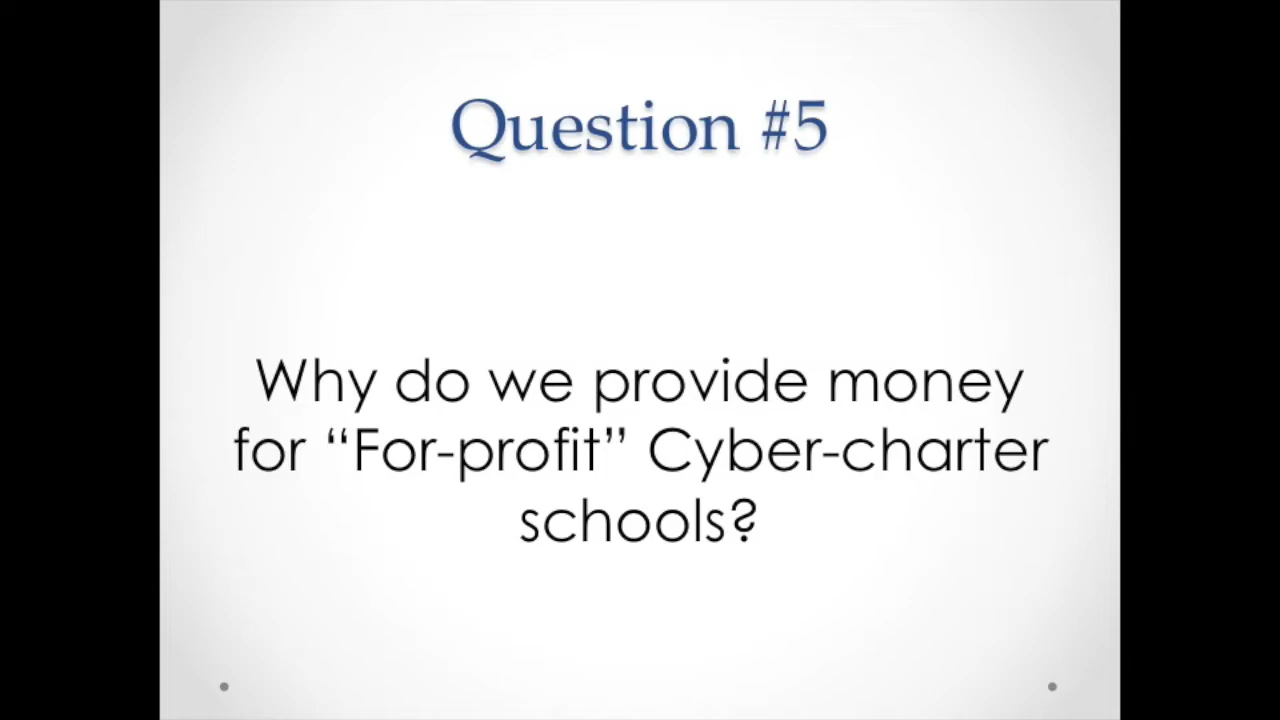 Question #5
Why do we provide money
for “For-profit” Cyber-charter
schools?